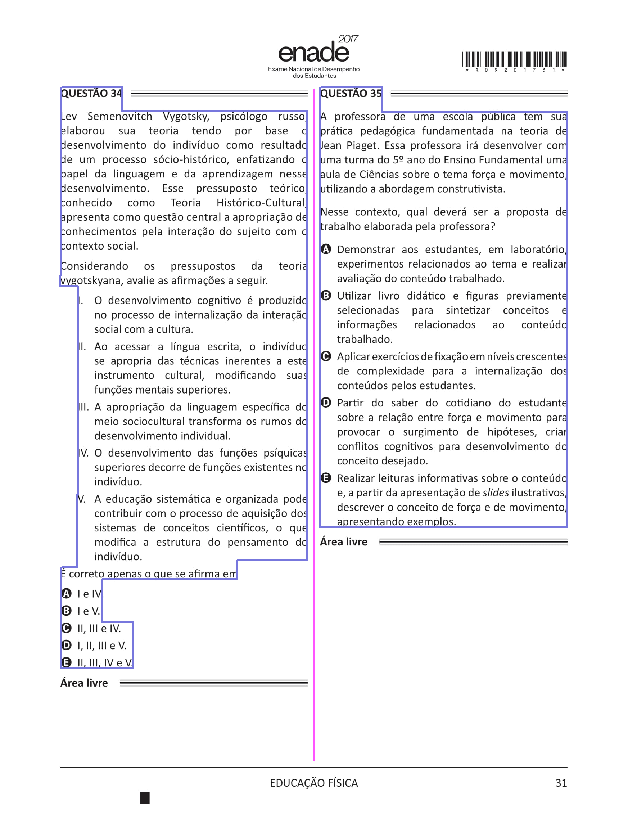 enade
2017
Exame Nacional de Desempenho
dos Estudantes
*R0520175 1*
QUESTÃO 34
Lev Semenovitch Vygotsky, psicólogo russo,
elaborou sua teoria tendo por base o
desenvolvimento do indivíduo como resultado
de um processo sócio-histórico, enfatizando o
papel da linguagem e da aprendizagem nesse
desenvolvimento. Esse pressuposto teórico,
conhecido como Teoria Histórico-Cultural,
apresenta como questão central a apropriação de
conhecimentos pela interação do sujeito com o
contexto social.
Considerando os pressupostos da teoria
vygotskyana, avalie as afirmações a seguir.
I. O desenvolvimento cognitivo é produzido
no processo de internalização da interação
social com a cultura.
II. Ao acessar a língua escrita, o indivíduo
se apropria das técnicas inerentes a este
instrumento cultural, modificando suas
funções mentais superiores.
III. A apropriação da linguagem específica do
meio sociocultural transforma os rumos do
desenvolvimento individual.
IV. O desenvolvimento das funções psíquicas
superiores decorre de funções existentes no
indivíduo.
V. A educação sistemática e organizada pode
contribuir com o processo de aquisição dos
sistemas de conceitos científicos, o que
modifica a estrutura do pensamento do
indivíduo.
É correto apenas o que se afirma em
A I e IV.
B I e V.
C II, III e IV.
D I, II, III e V.
E II, III, IV e V.
Área livre
QUESTÃO 35
A professora de uma escola pública tem sua
prática pedagógica fundamentada na teoria de
Jean Piaget. Essa professora irá desenvolver com
uma turma do 5º ano do Ensino Fundamental uma
aula de Ciências sobre o tema força e movimento,
utilizando a abordagem construtivista.
Nesse contexto, qual deverá ser a proposta de
trabalho elaborada pela professora?
A Demonstrar aos estudantes, em laboratório,
experimentos relacionados ao tema e realizar
avaliação do conteúdo trabalhado.
B Utilizar livro didático e figuras previamente
selecionadas para sintetizar conceitos e
informações relacionados ao conteúdo
trabalhado.
C Aplicar exercícios de fixação em níveis crescentes
de complexidade para a internalização dos
conteúdos pelos estudantes.
D Partir do saber do cotidiano do estudante
sobre a relação entre força e movimento para
provocar o surgimento de hipóteses, criar
conflitos cognitivos para desenvolvimento do
conceito desejado.
E Realizar leituras informativas sobre o conteúdo
e, a partir da apresentação de slides ilustrativos,
descrever o conceito de força e de movimento,
apresentando exemplos.
Área livre
EDUCAÇÃO FÍSICA
31